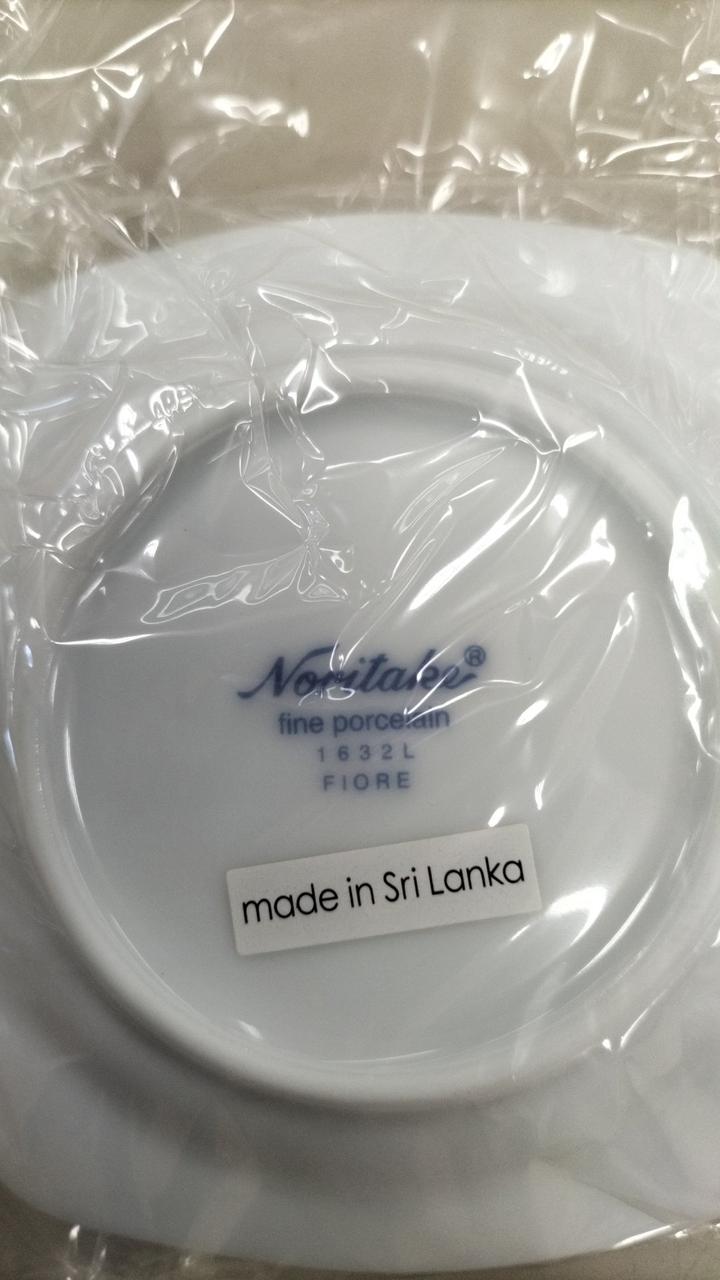 Noritake®
fine porcelain
1632L
FIORE
made in Sri Lanka